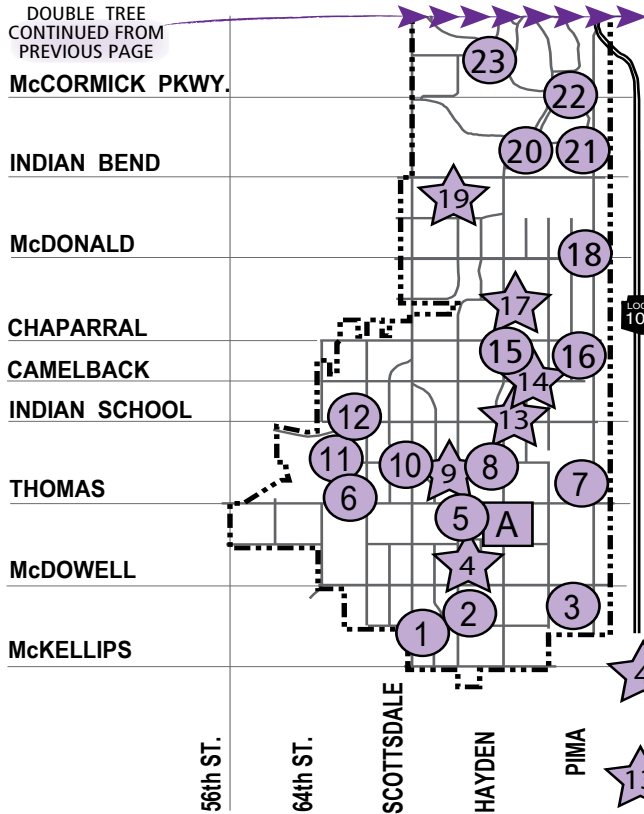 DOUBLE TREE
CONTINUED FROM
PREVIOUS PAGE
23
McCORMICK PKWY.
22
20
21
INDIAN BEND
19
McDONALD
18
17
CHAPARRAL
15
16
CAMELBACK
14
INDIAN SCHOOL
12
13
11
10
9
8
7
6
THOMAS
5
A
4
McDOWELL
3
2
1
McKELLIPS
4
56th ST.
64th ST.
SCOTTSDALE
HAYDEN
PIMA